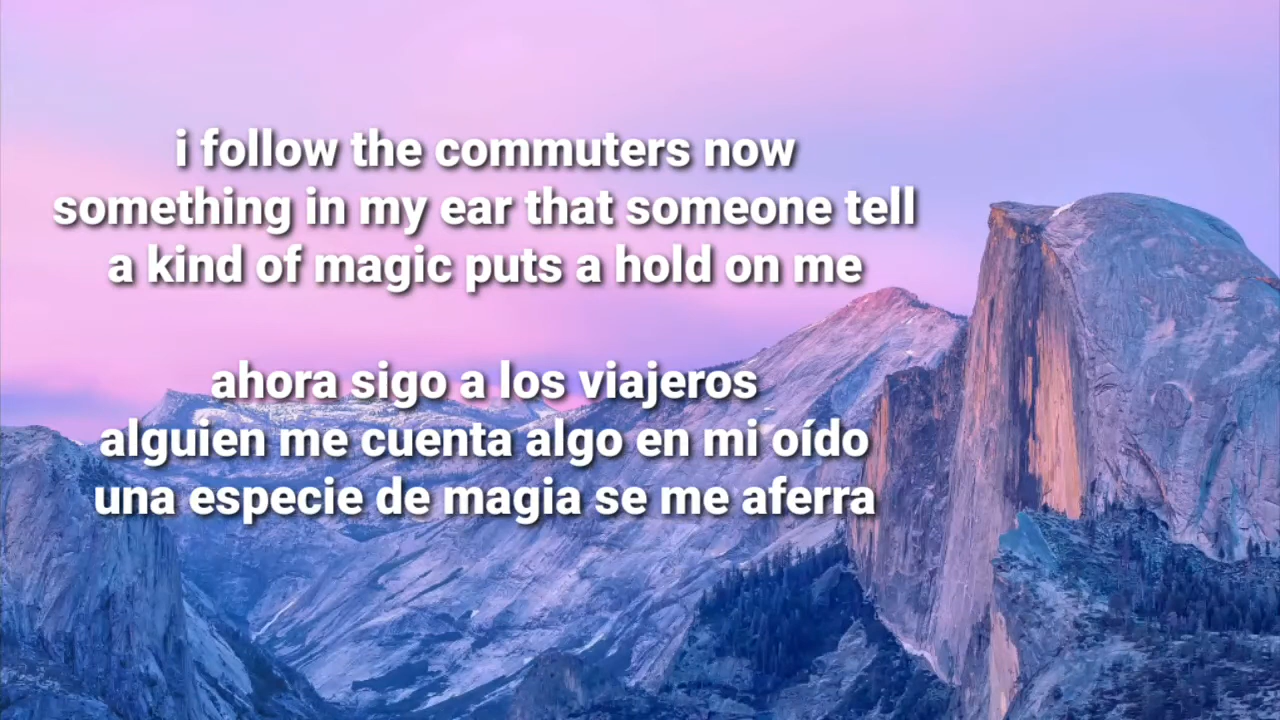 i follow the commuters now
something in my ear that someone tell
a kind of magic puts a hold on me
ahora sigo a los viajeros
alguien me cuenta algo en mi oído
una especie de magia se me aferra